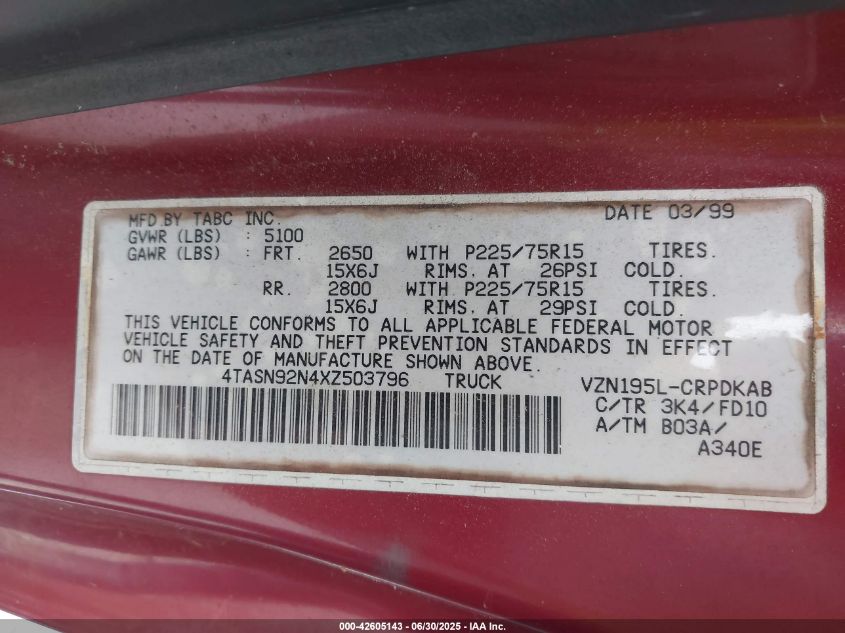 MFD BY TABC INC. DATE 03/99
GVWR (LBS) : 5100
GAWR (LBS) : FRT. 2650 WITH P225/75R15 TIRES.
15X6J RIMS. AT 26PSI COLD.
RR. 2800 WITH P225/75R15 TIRES.
15X6J RIMS. AT 29PSI COLD.
THIS VEHICLE CONFORMS TO ALL APPLICABLE FEDERAL MOTOR
VEHICLE SAFETY AND THEFT PREVENTION STANDARDS IN EFFECT
ON THE DATE OF MANUFACTURE SHOWN ABOVE.
4TASN92N4XZ503796 TRUCK VZN195L-CRPDKAB
C/TR 3K4/FD10
A/TM B03A/
A340E
000-42605143 - 06/30/2025 - IAA Inc.